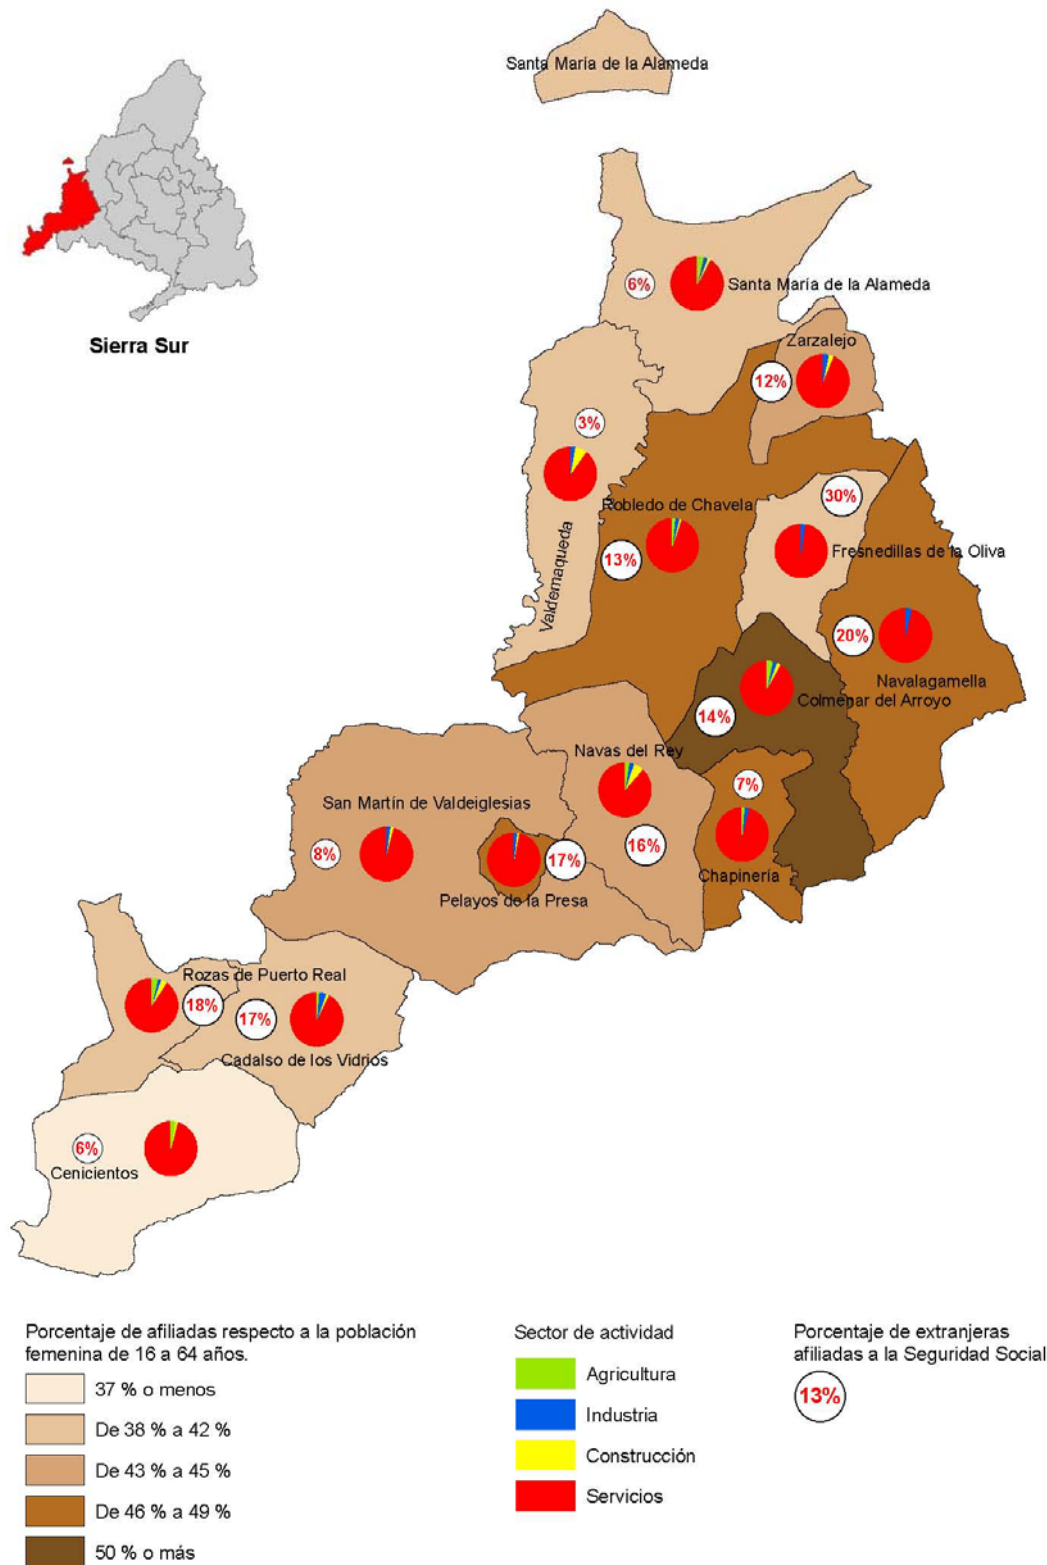 Santa María de la Alameda
Sierra Sur
6%
Santa María de la Alameda
Zarzalejo
12%
3%
30%
Robledo de Chavela
Fresnedillas de la Oliva
13%
Valdemaqueda
20%
Navalagamella
Colmenar del Arroyo
14%
Navas del Rey
7%
San Martín de Valdeiglesias
16%
8%
17%
Chapinería
Pelayos de la Presa
Rozas de Puerto Real
18%
17%
Cadalso de los Vidrios
6%
Cenicientos
Porcentaje de afiliadas respecto a la población
femenina de 16 a 64 años.
37 % o menos
De 38 % a 42 %
De 43 % a 45 %
De 46 % a 49 %
50 % o más
Sector de actividad
Agricultura
Industria
Construcción
Servicios
Porcentaje de extranjeras
afiliadas a la Seguridad Social
13%